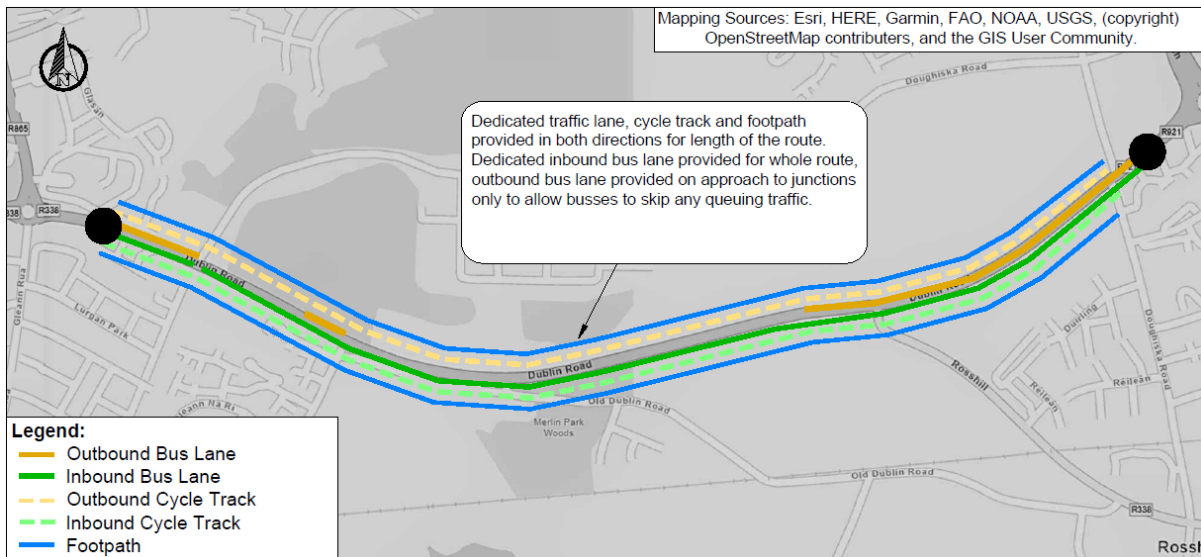 Mapping Sources: Esri, HERE, Garmin, FAO, NOAA, USGS, (copyright)
OpenStreetMap contributers, and the GIS User Community.
N
Glasán
Doughiska Road
R865
R921
Dedicated traffic lane, cycle track and footpath
provided in both directions for length of the route.
Dedicated inbound bus lane provided for whole route,
outbound bus lane provided on approach to junctions
only to allow busses to skip any queuing traffic.
R338
Dublin Road
Gleann Rua
Lurgan Park
Dublin Road
Dublin Road
Duirling
Doughiska Road
Rosshill
Réileán
Réileán
Old Dublin Road
Merlin Park
Woods
Old Dublin Road
R338
Legend:
Outbound Bus Lane
Inbound Bus Lane
Outbound Cycle Track
Inbound Cycle Track
Footpath